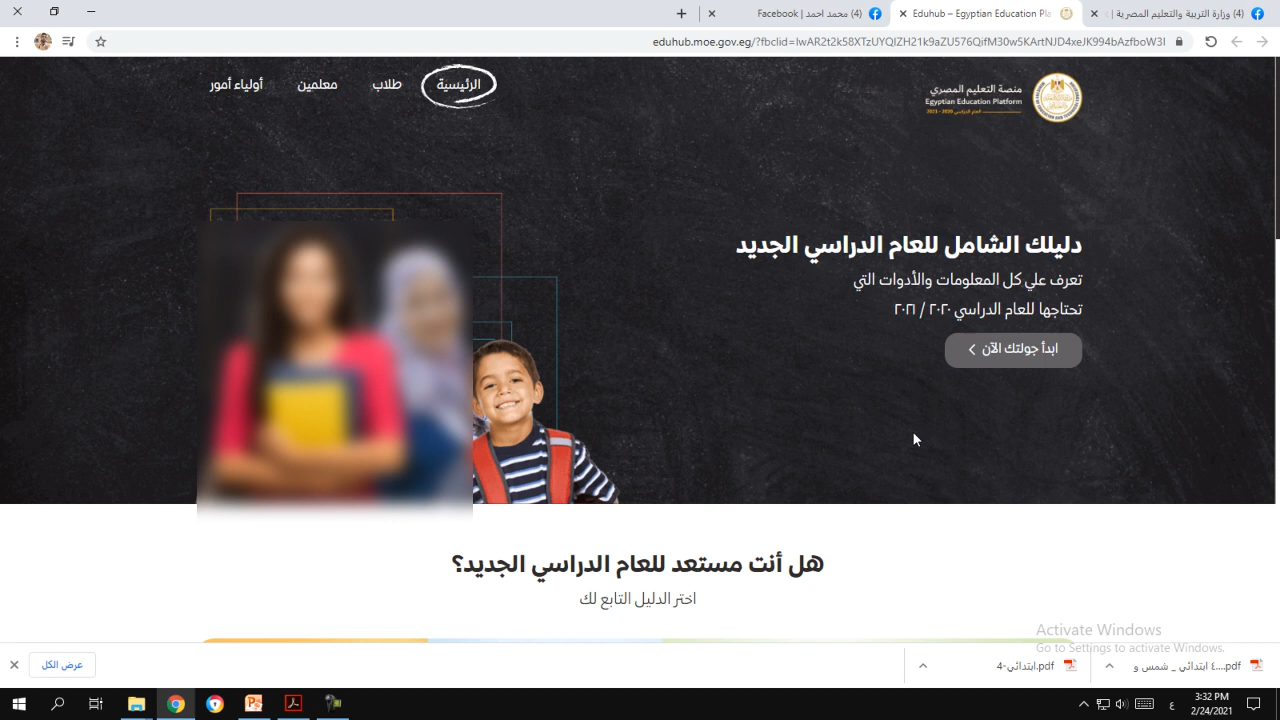 (4) وزارة التربية والتعليم المصرية
Eduhub – Egyptian Education Pla
(4) محمد احمد | Facebook
eduhub.moe.gov.eg/?fbclid=IwAR2t2k58XTzUYQIZH21k9aZU576QifM30w5KArtNJD4xeJK994bAzfboW3I
الرئيسية
طلاب
معلمين
أولياء أمور
منصة التعليم المصري
Egyptian Education Platform
العام الدراسي 2020 - 2021
دليلك الشامل للعام الدراسي الجديد
تعرف علي كل المعلومات والأدوات التي
تحتاجها للعام الدراسي ٢٠٢٠ / ٢٠٢١
ابدأ جولتك الآن
هل أنت مستعد للعام الدراسي الجديد؟
اختر الدليل التابع لك
Activate Windows
Go to Settings to activate Windows.
٤ ابتدائي _ شمس و....pdf
ابتدائي-4.pdf
عرض الكل
ع
3:32 PM
2/24/2021